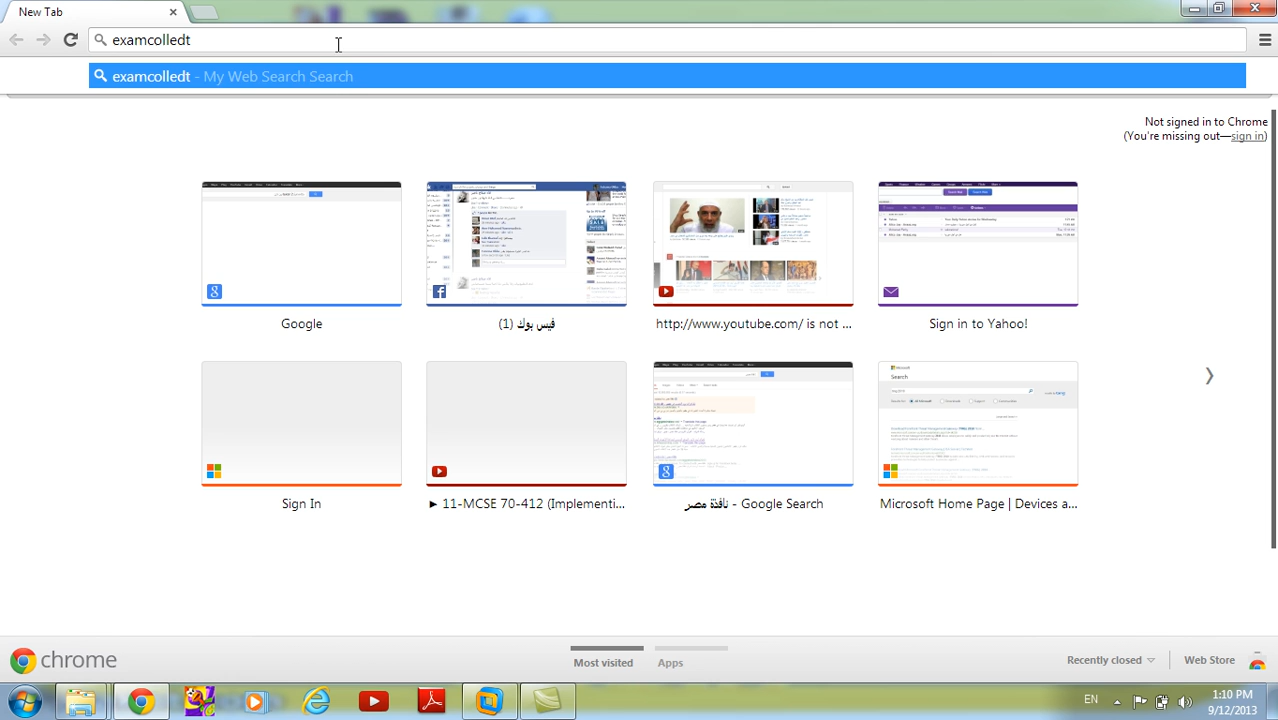 New Tab
examcolledt
examcolledt - My Web Search Search
Not signed in to Chrome
(You're missing out—sign in)
Google
فيس بوك (1)
http://www.youtube.com/ is not ...
Sign in to Yahoo!
Sign In
► 11-MCSE 70-412 (Implementi...
نافذة مصر - Google Search
Microsoft Home Page | Devices a...
Microsoft
Search
chrome
Most visited
Apps
Recently closed
Web Store
EN
1:10 PM
9/12/2013